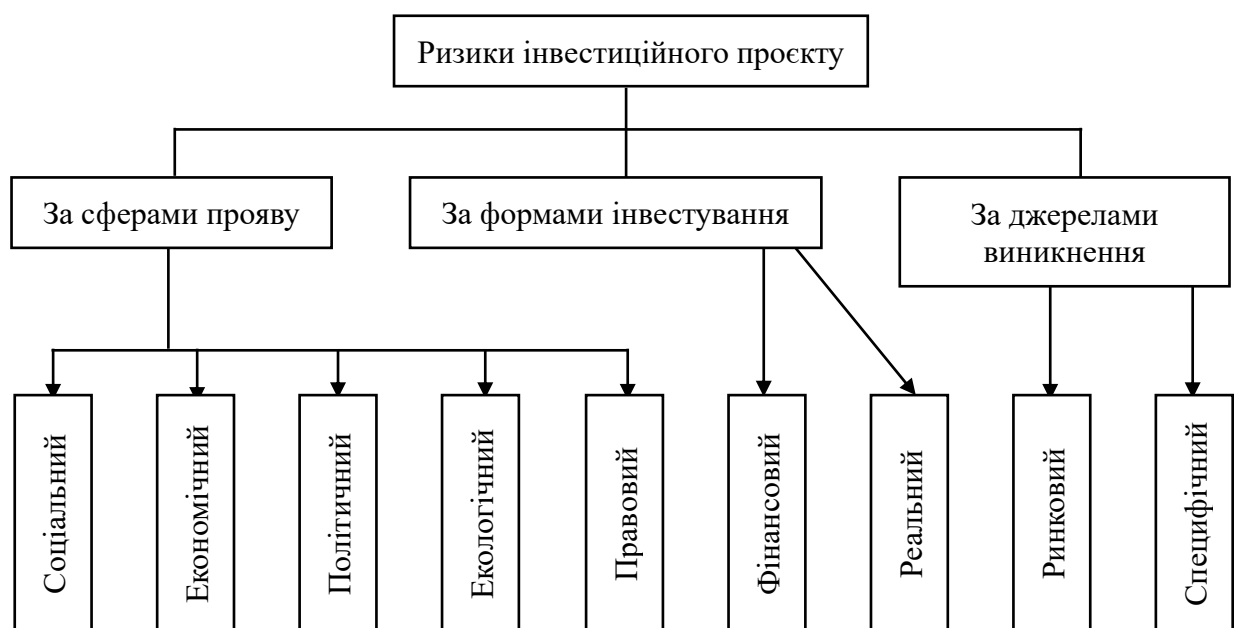 Ризики інвестиційного проєкту
За сферами прояву
За формами інвестування
За джерелами
виникнення
Соціальний
Економічний
Політичний
Екологічний
Правовий
Фінансовий
Реальний
Ринковий
Специфічний